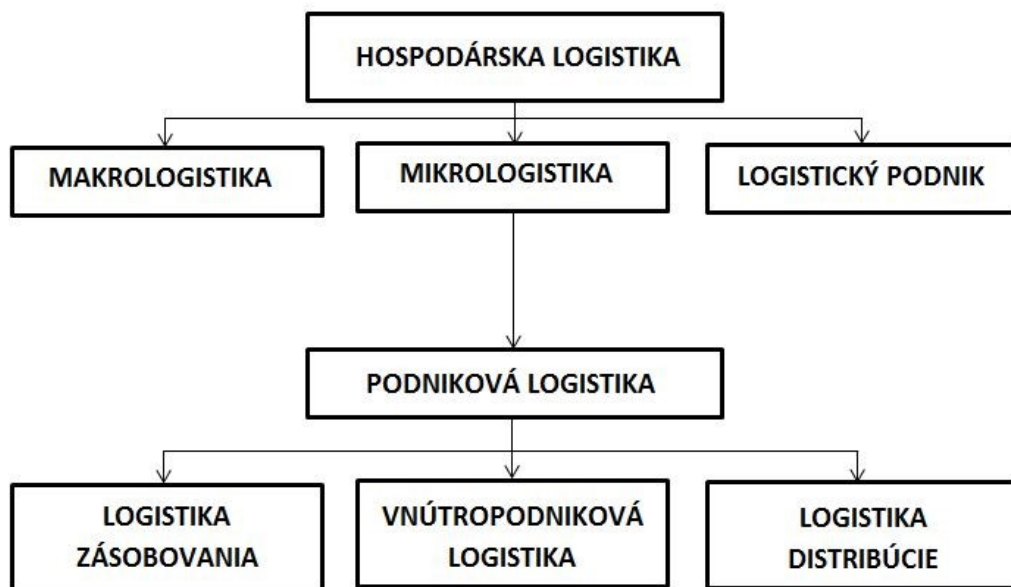 HOSPODÁRSKA LOGISTIKA
MAKROLOGISTIKA
MIKROLOGISTIKA
LOGISTICKÝ PODNIK
PODNIKOVÁ LOGISTIKA
LOGISTIKA
ZÁSOBOVANIA
VNÚTROPODNIKOVÁ
LOGISTIKA
LOGISTIKA
DISTRIBÚCIE